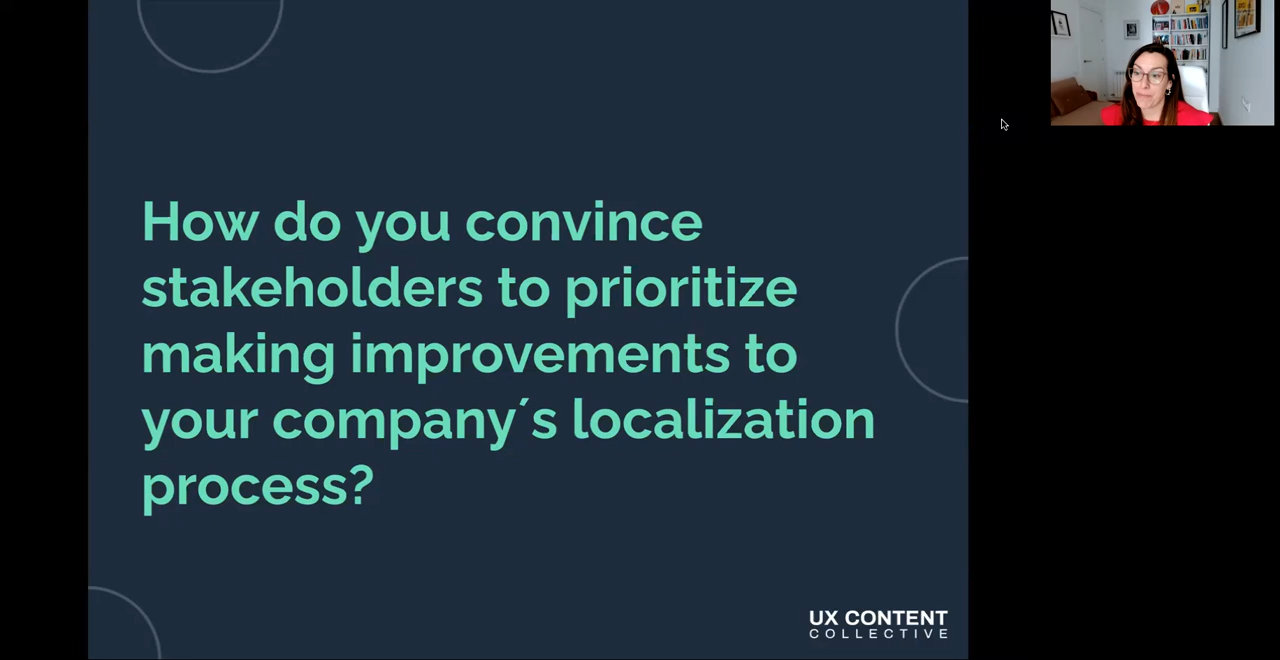 How do you convince
stakeholders to prioritize
making improvements to
your company´s localization
process?
UX CONTENT
COLLECTIVE